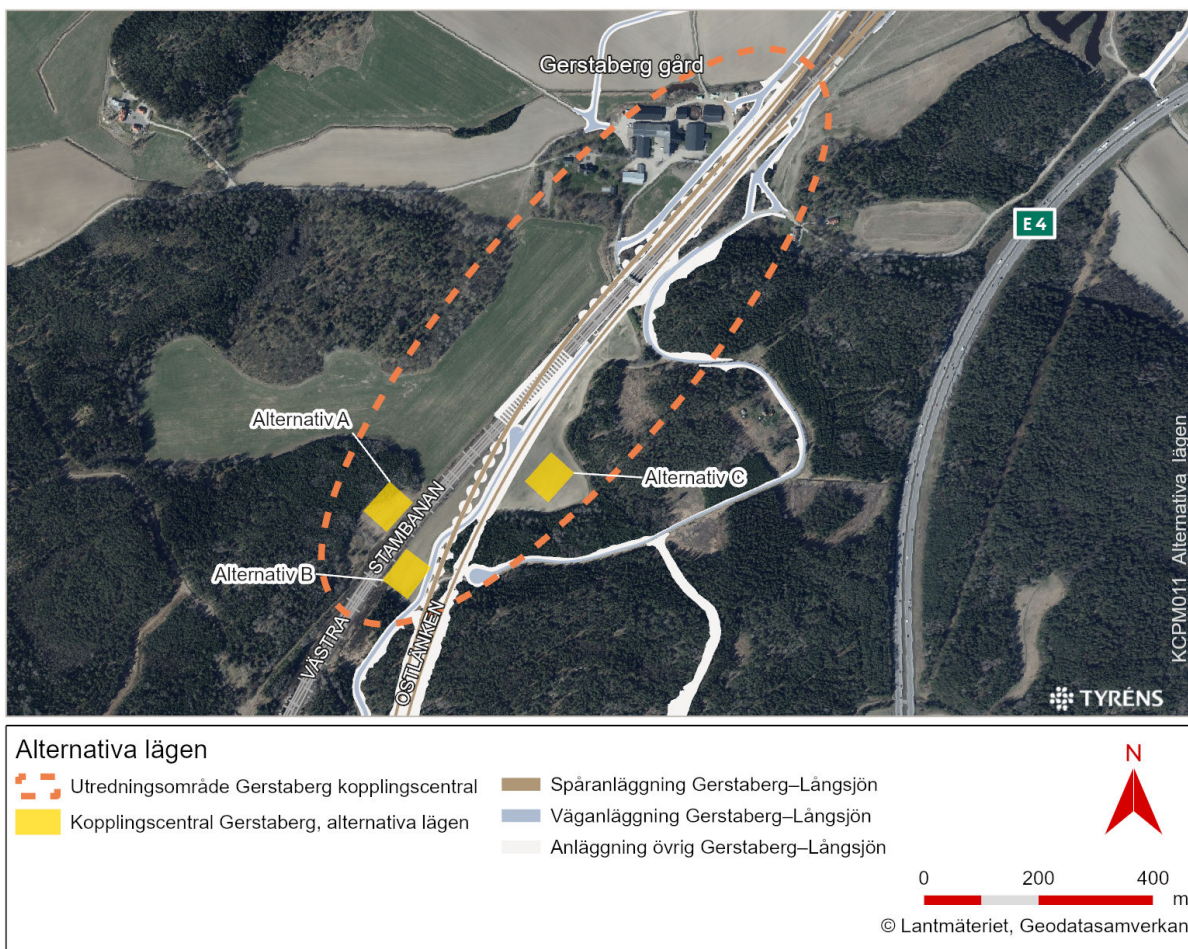 Gerstaberg gård
E4
Alternativ A
Alternativ C
STAMBANAN
Alternativ B
VÄSTRA
OSTLÄNKEN
KCPM011 Alternativa lägen
TYRÉNS
Alternativa lägen
Utredningsområde Gerstaberg kopplingscentral
Kopplingscentral Gerstaberg, alternativa lägen
Spåranläggning Gerstaberg–Långsjön
Väganläggning Gerstaberg–Långsjön
Anläggning övrig Gerstaberg–Långsjön
N
0 200 400
m
© Lantmäteriet, Geodatasamverkan